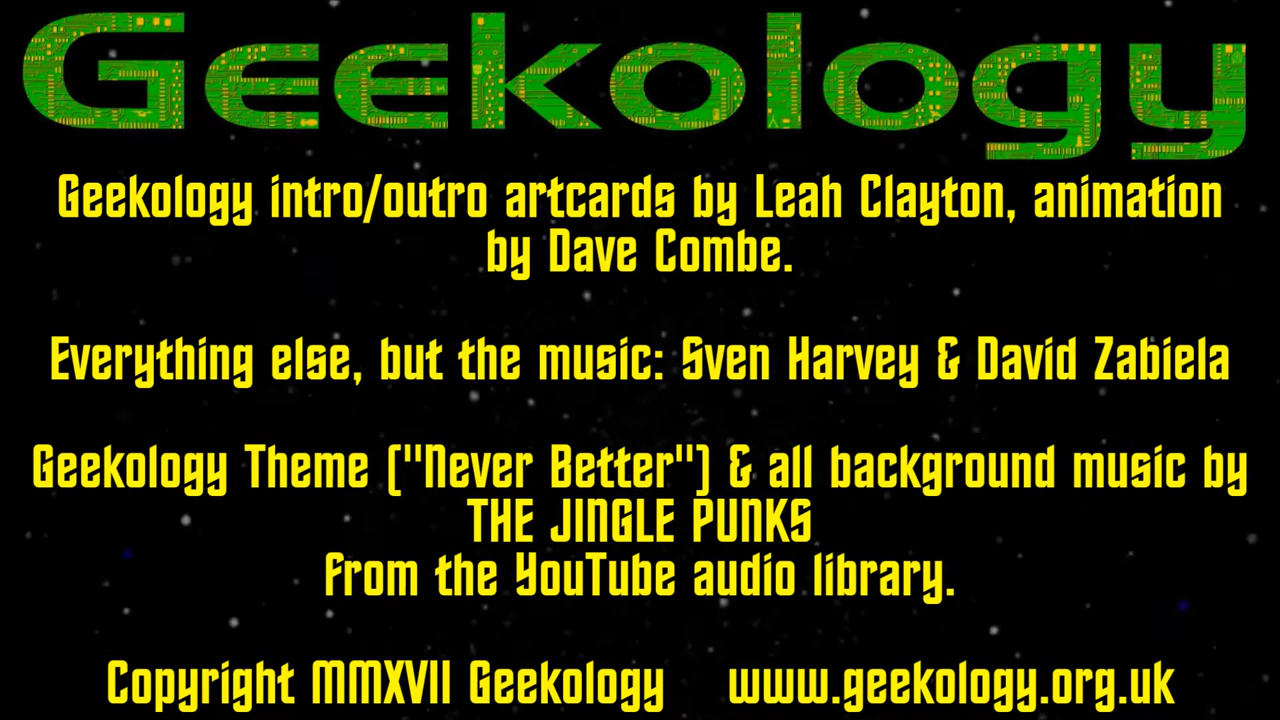 Geekology
Geekology intro/outro artcards by Leah Clayton, animation
by Dave Combe.
Everything else, but the music: Sven Harvey & David Zabiela
Geekology Theme ("Never Better") & all background music by
THE JINGLE PUNKS
from the YouTube audio library.
Copyright MMXVII Geekology www.geekology.org.uk